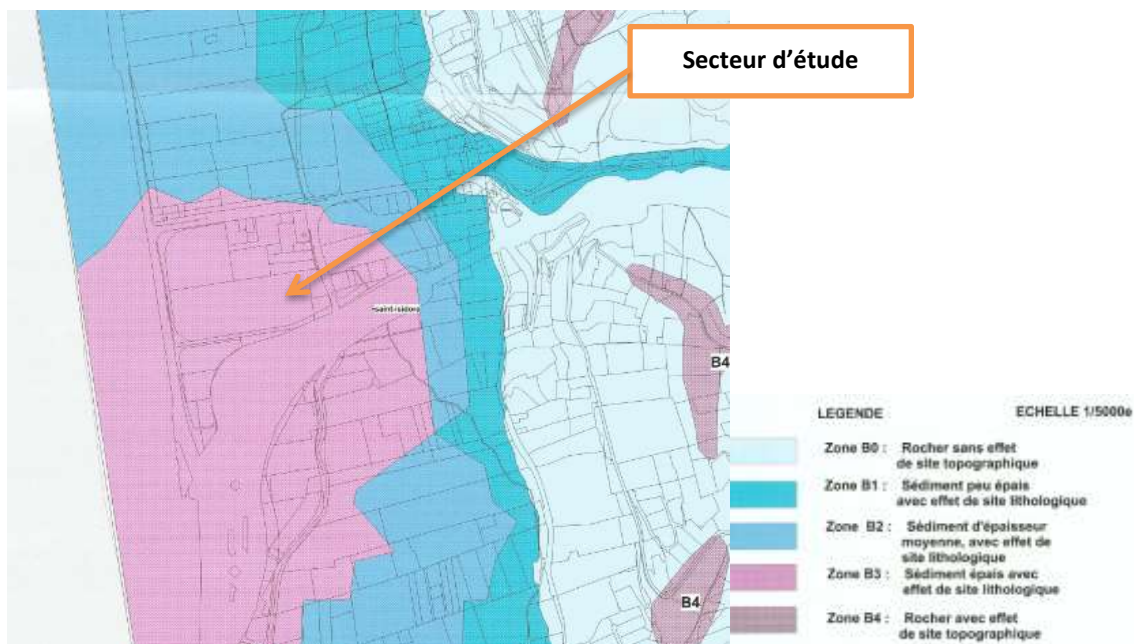 Secteur d'étude
saint-isidore
B4
B4
LEGENDE ECHELLE 1/5000e
Zone B0 : Rocher sans effet
de site topographique
Zone B1 : Sédiment peu épais
avec effet de site lithologique
Zone B2 : Sédiment d'épaisseur
moyenne, avec effet de
site lithologique
Zone B3 : Sédiment épais avec
effet de site lithologique
Zone B4 : Rocher avec effet
de site topographique